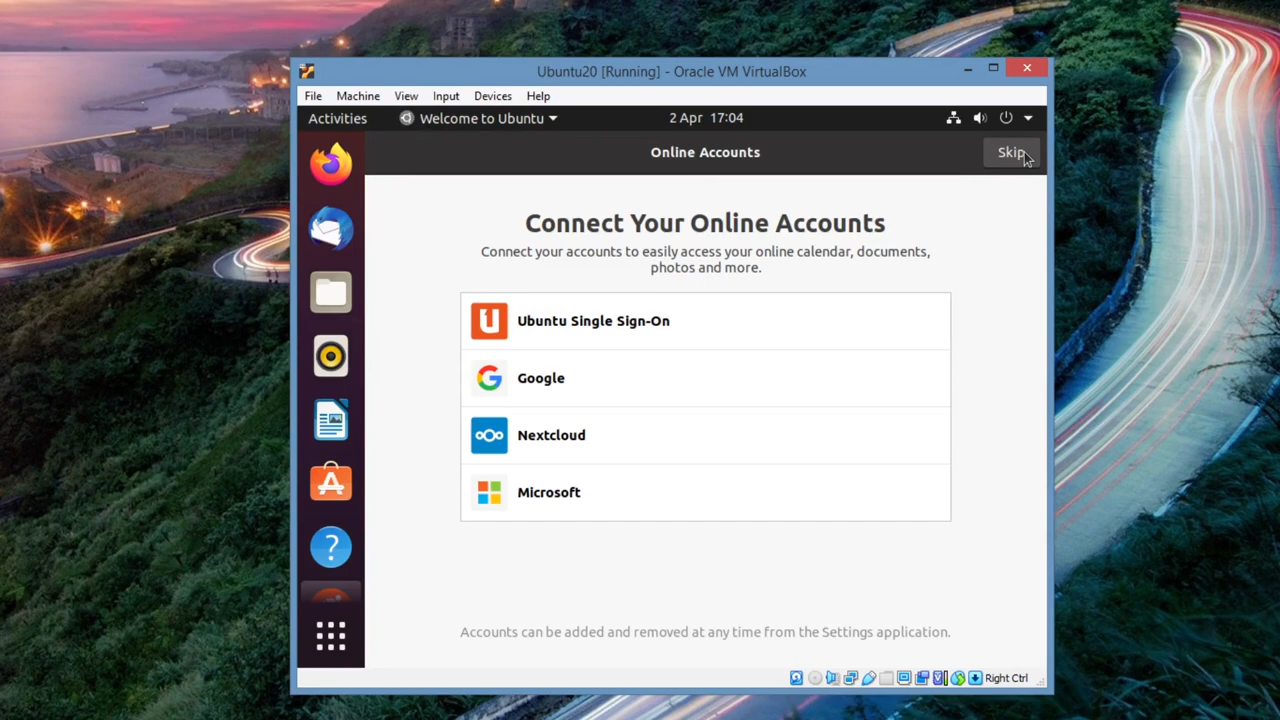 Ubuntu20 [Running] - Oracle VM VirtualBox
File Machine View Input Devices Help
Activities Welcome to Ubuntu 2 Apr 17:04
Online Accounts Skip
Connect Your Online Accounts
Connect your accounts to easily access your online calendar, documents,
photos and more.
Ubuntu Single Sign-On
Google
Nextcloud
Microsoft
Accounts can be added and removed at any time from the Settings application.
Right Ctrl